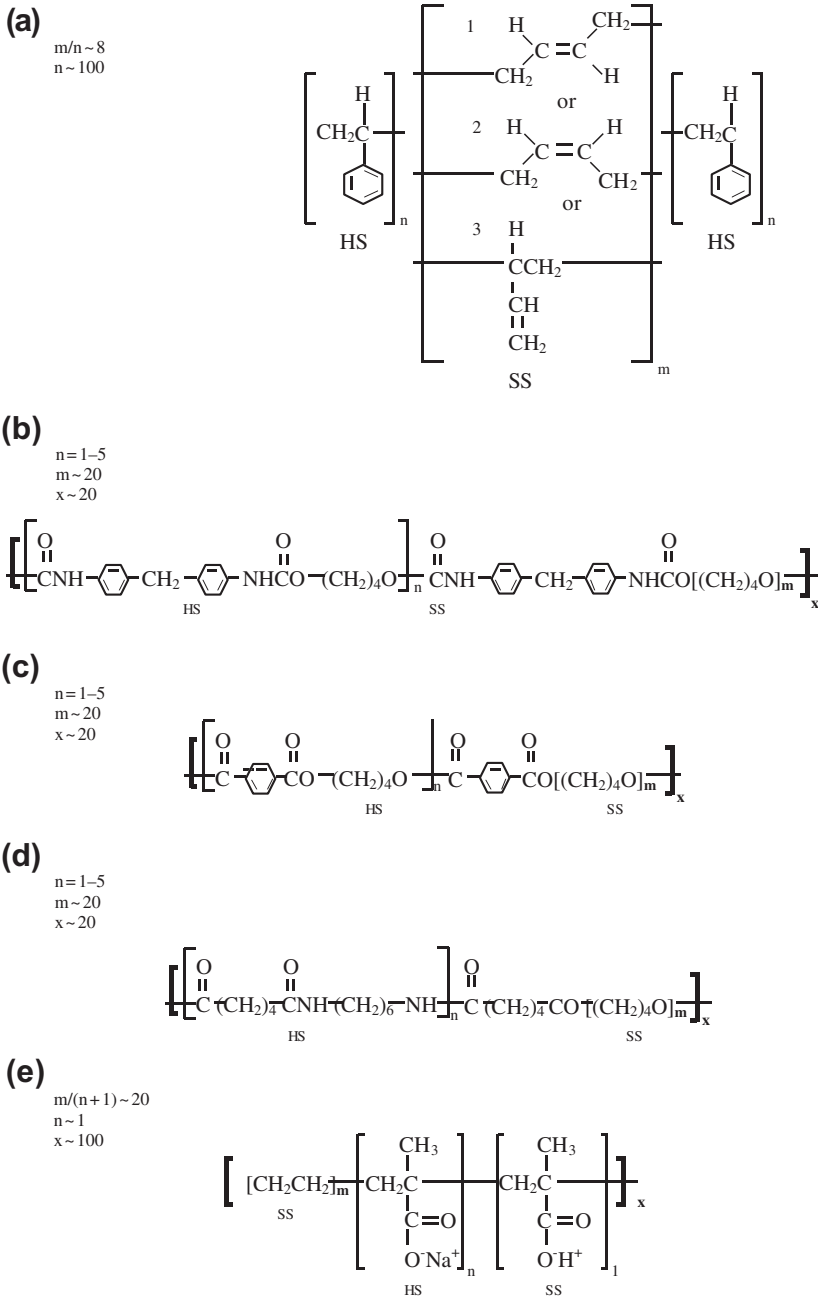 (a)
m/n ~ 8
n ~ 100
1 H CH2
C=C
CH2 H
or
H
CH2C
n
HS
2 H H
C=C
CH2 CH2
or
3 H
CCH2
CH
CH2
m
SS
H
CH2C
n
HS
(b)
n = 1–5
m ~ 20
x ~ 20
O O O O
CNH CH2 NHCO (CH2)4O n CNH CH2 NHCO[(CH2)4O]m x
HS SS
(c)
n = 1–5
m ~ 20
x ~ 20
O O O O
C CO (CH2)4O n C CO[(CH2)4O]m x
HS SS
(d)
n = 1–5
m ~ 20
x ~ 20
O O O
C (CH2)4 CNH (CH2)6 NH n C (CH2)4 CO [(CH2)4O]m x
HS SS
(e)
m/(n + 1) ~ 20
n ~ 1
x ~ 100
CH3 CH3
[CH2CH2]m CH2C CH2C x
SS
C=O C=O
O-Na+ n O-H+ 1
HS SS